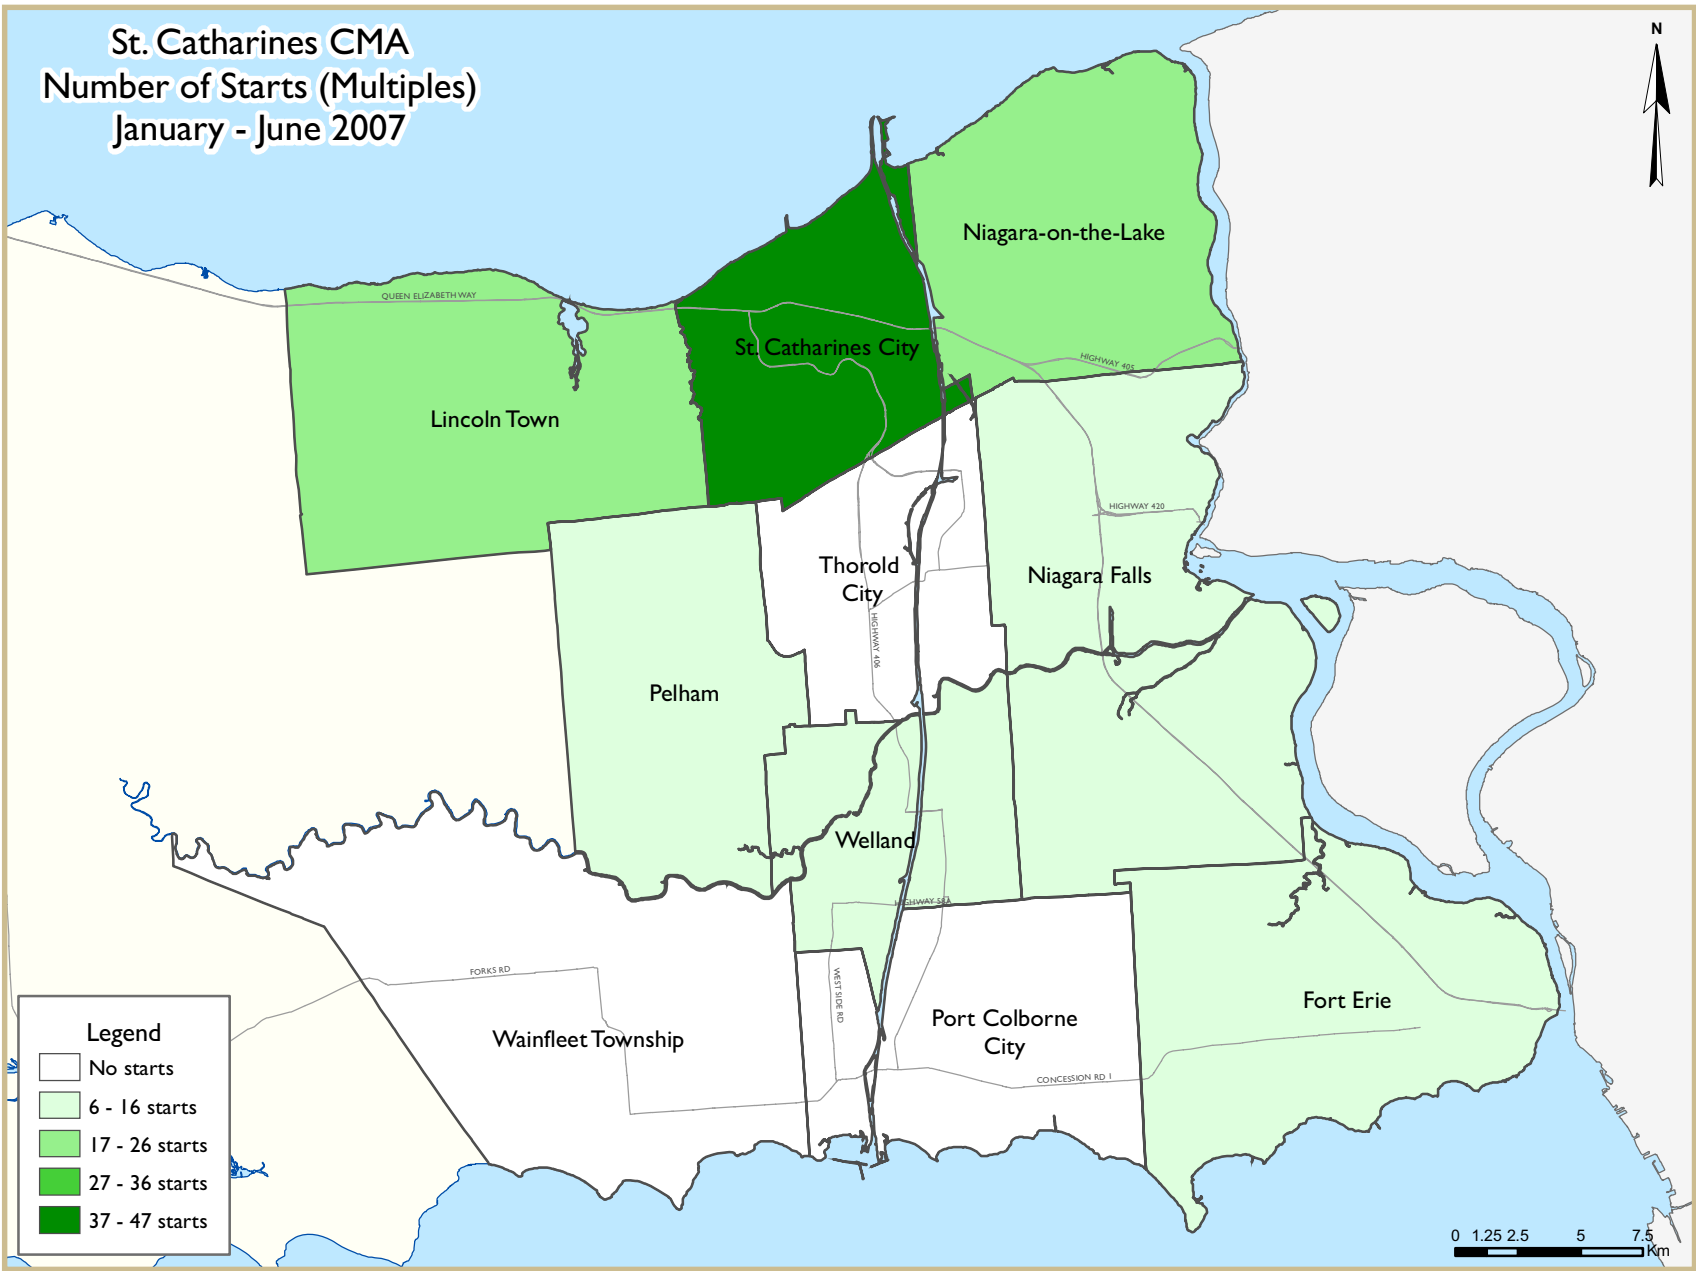 St. Catharines CMA
Number of Starts (Multiples)
January - June 2007
N
Niagara-on-the-Lake
QUEEN ELIZABETH WAY
St. Catharines City
HIGHWAY 405
Lincoln Town
HIGHWAY 420
Thorold
City
Niagara Falls
HIGHWAY 406
Pelham
Welland
HIGHWAY 58A
FORKS RD
WEST SIDE RD
Fort Erie
Port Colborne
City
Wainfleet Township
CONCESSION RD 1
Legend
No starts
6 - 16 starts
17 - 26 starts
27 - 36 starts
37 - 47 starts
0 1.25 2.5 5 7.5
Km